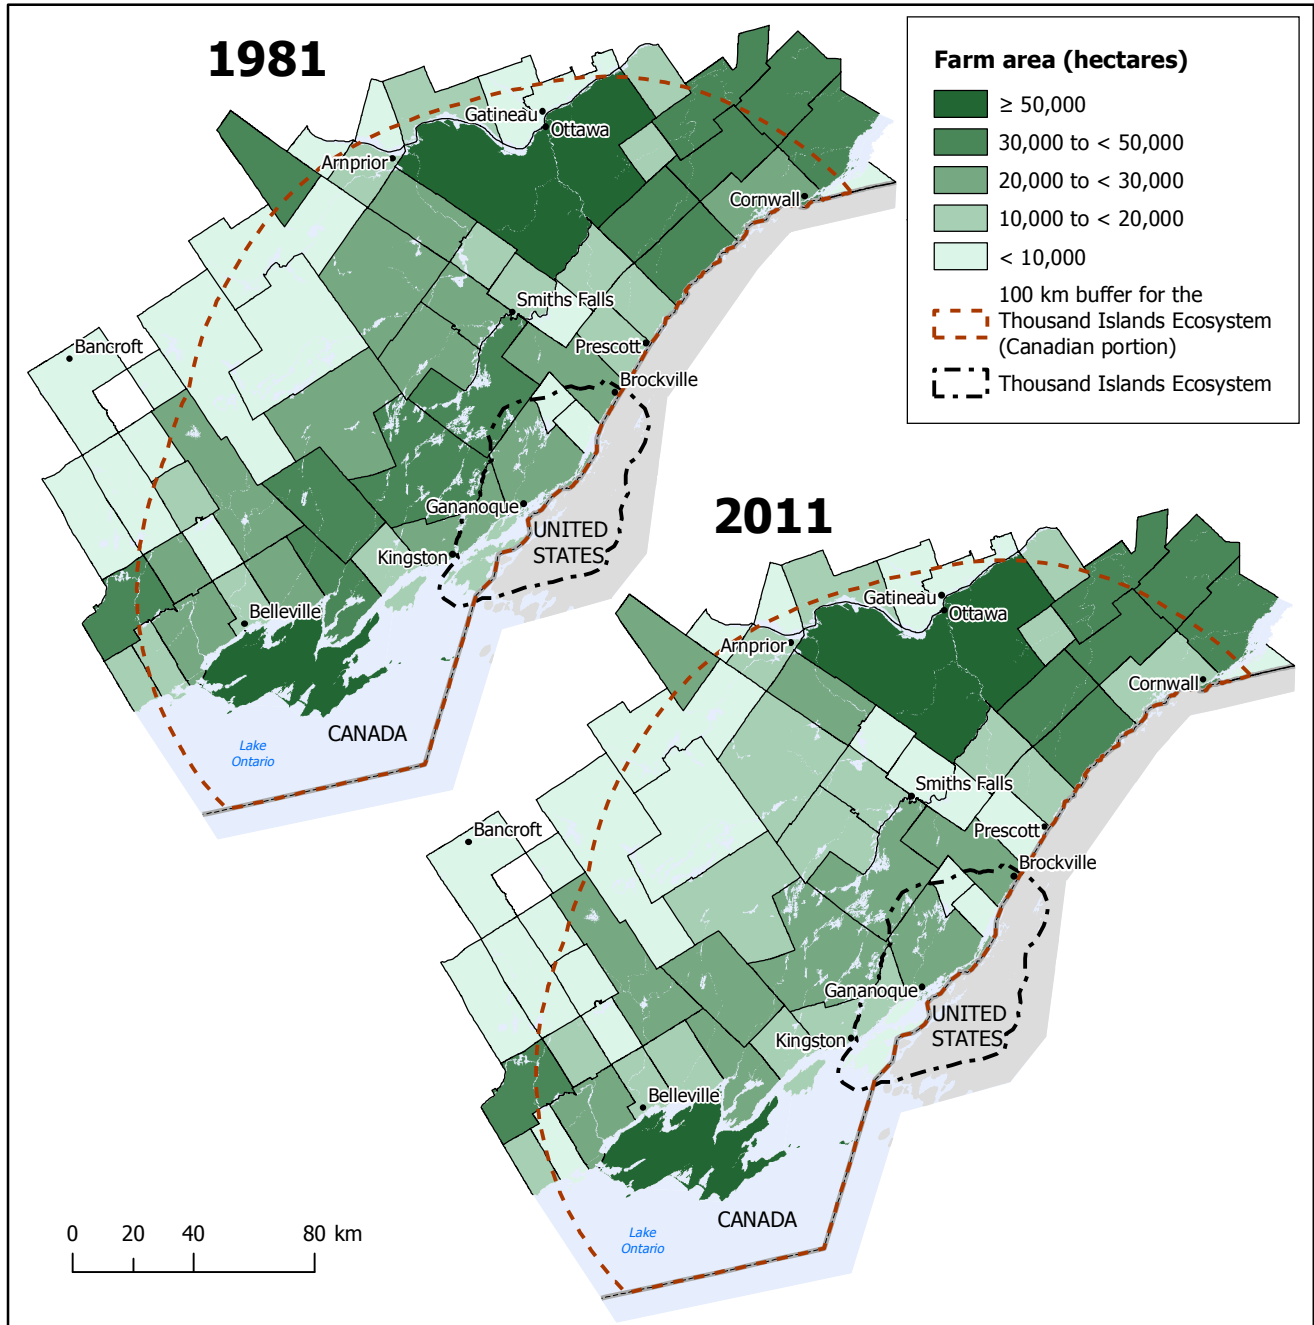 1981
Gatineau
Ottawa
Arnprior
Cornwall
Smiths Falls
Bancroft
Prescott
Brockville
Gananoque
UNITED
STATES
Kingston
Belleville
CANADA
Lake
Ontario
Farm area (hectares)
≥ 50,000
30,000 to < 50,000
20,000 to < 30,000
10,000 to < 20,000
< 10,000
100 km buffer for the
Thousand Islands Ecosystem
(Canadian portion)
Thousand Islands Ecosystem
2011
Gatineau
Ottawa
Arnprior
Cornwall
Smiths Falls
Bancroft
Prescott
Brockville
Gananoque
UNITED
STATES
Kingston
Belleville
CANADA
Lake
Ontario
0 20 40 80 km